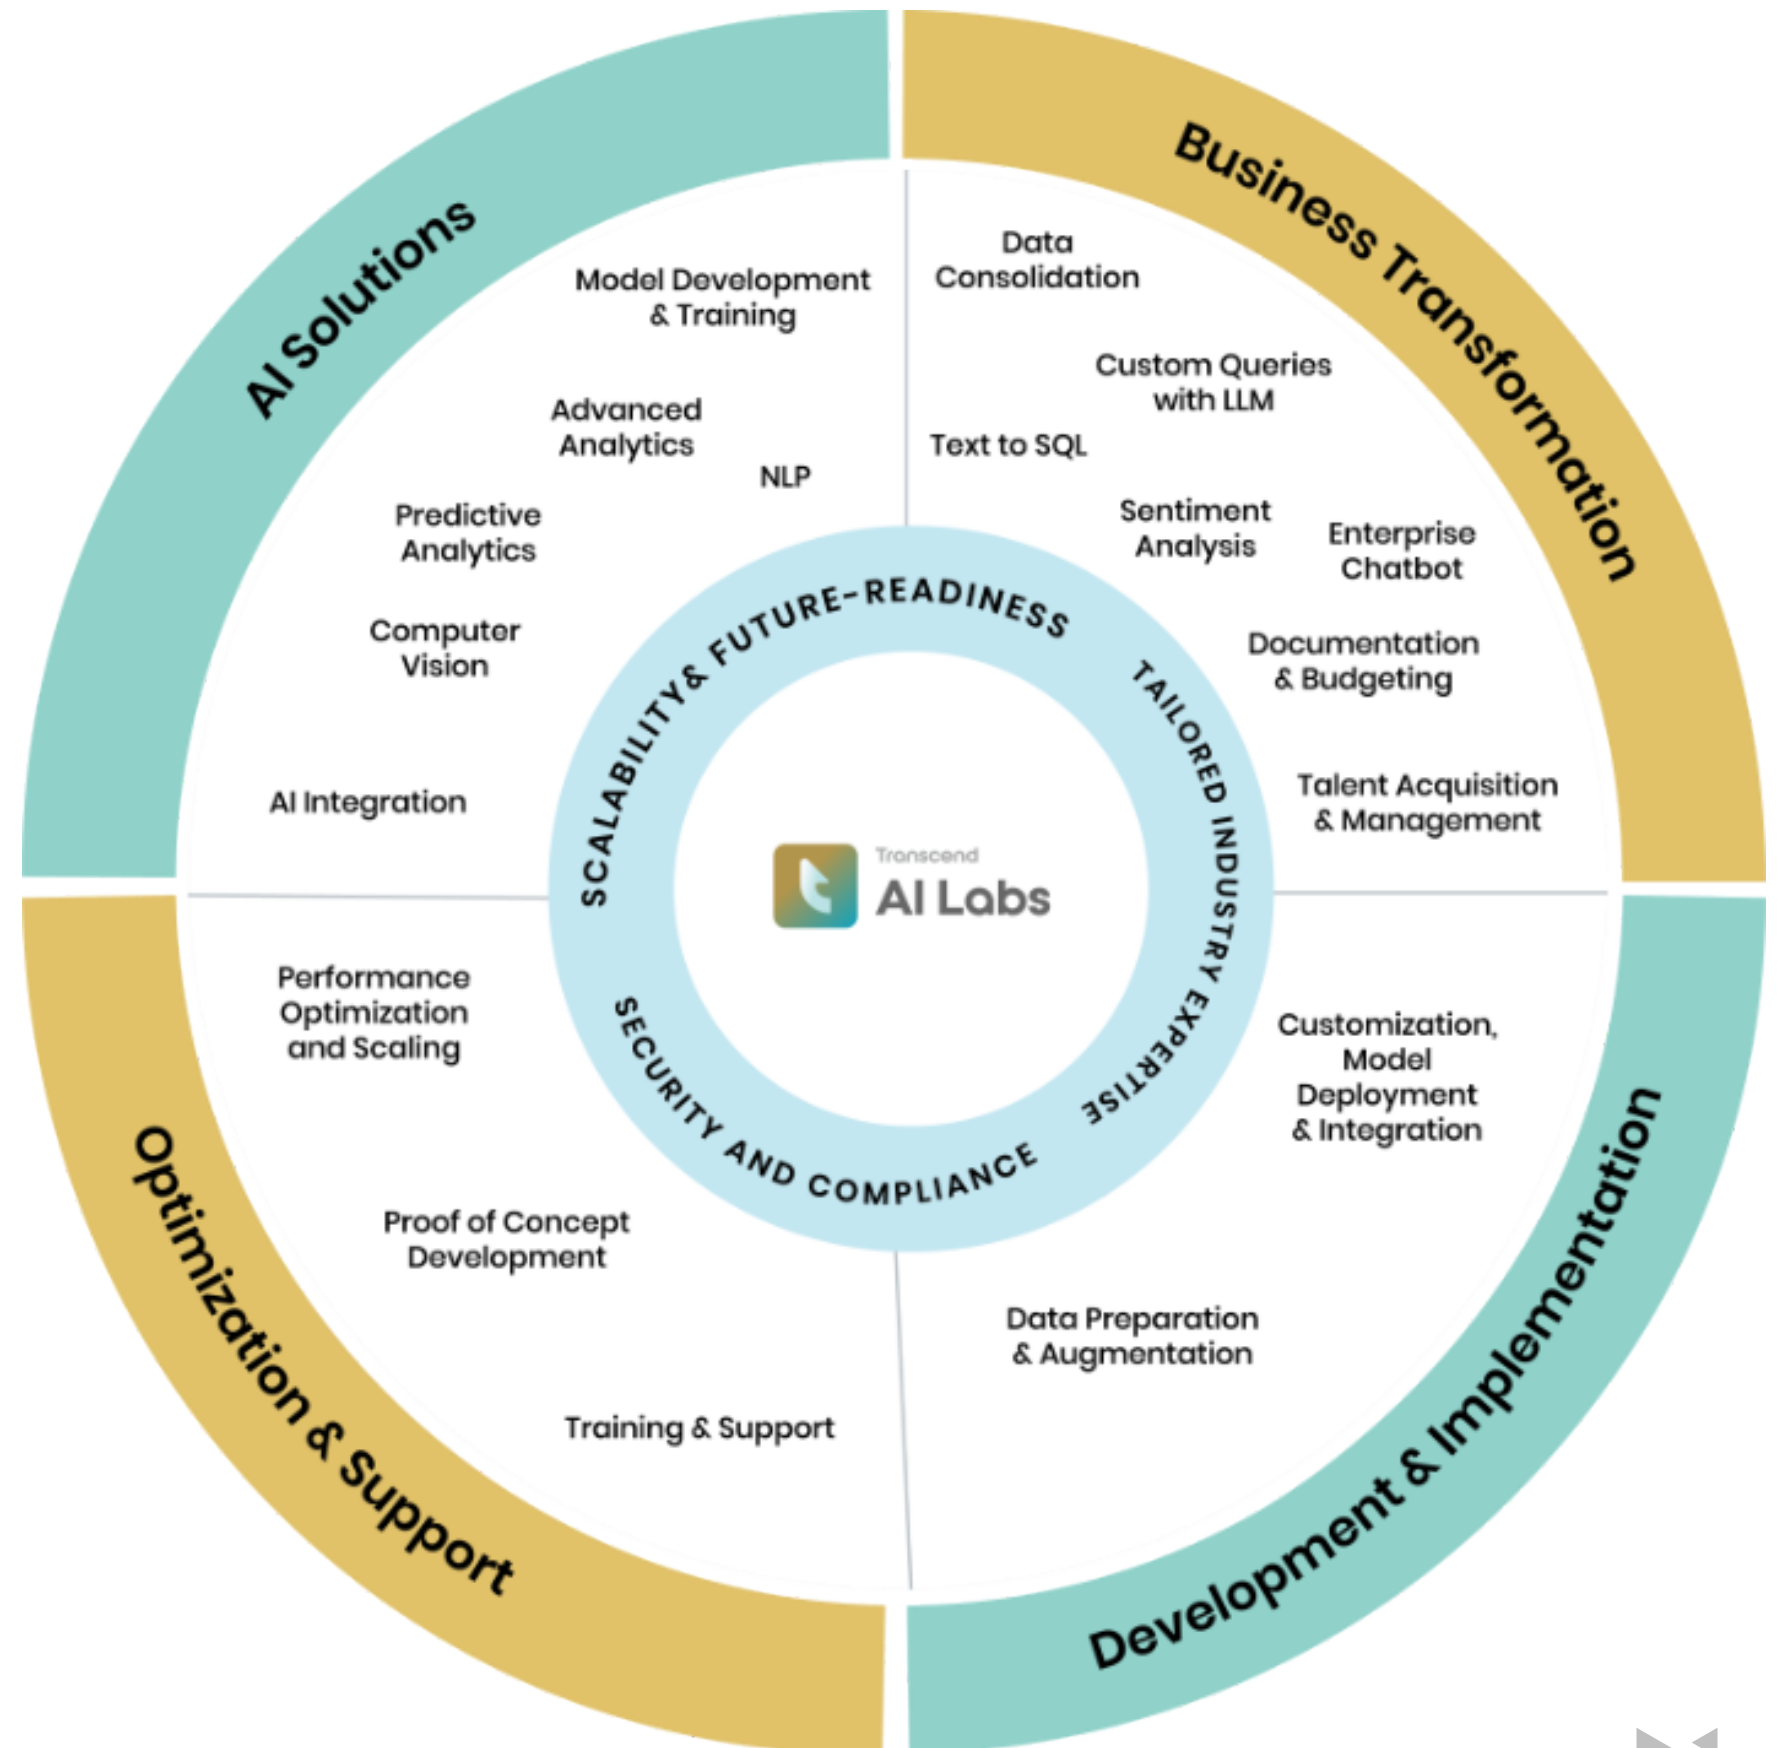 AI Solutions
Model Development
& Training
Advanced
Analytics
NLP
Predictive
Analytics
Computer
Vision
AI Integration
Business Transformation
Data
Consolidation
Custom Queries
with LLM
Text to SQL
Sentiment
Analysis
Enterprise
Chatbot
Documentation
& Budgeting
Talent Acquisition
& Management
SCALABILITY& FUTURE-READINESS
TAILORED INDUSTRY EXPERTISE
SECURITY AND COMPLIANCE
Transcend
AI Labs
Performance
Optimization
and Scaling
Proof of Concept
Development
Training & Support
Optimization & Support
Customization,
Model
Deployment
& Integration
Data Preparation
& Augmentation
Development & Implementation